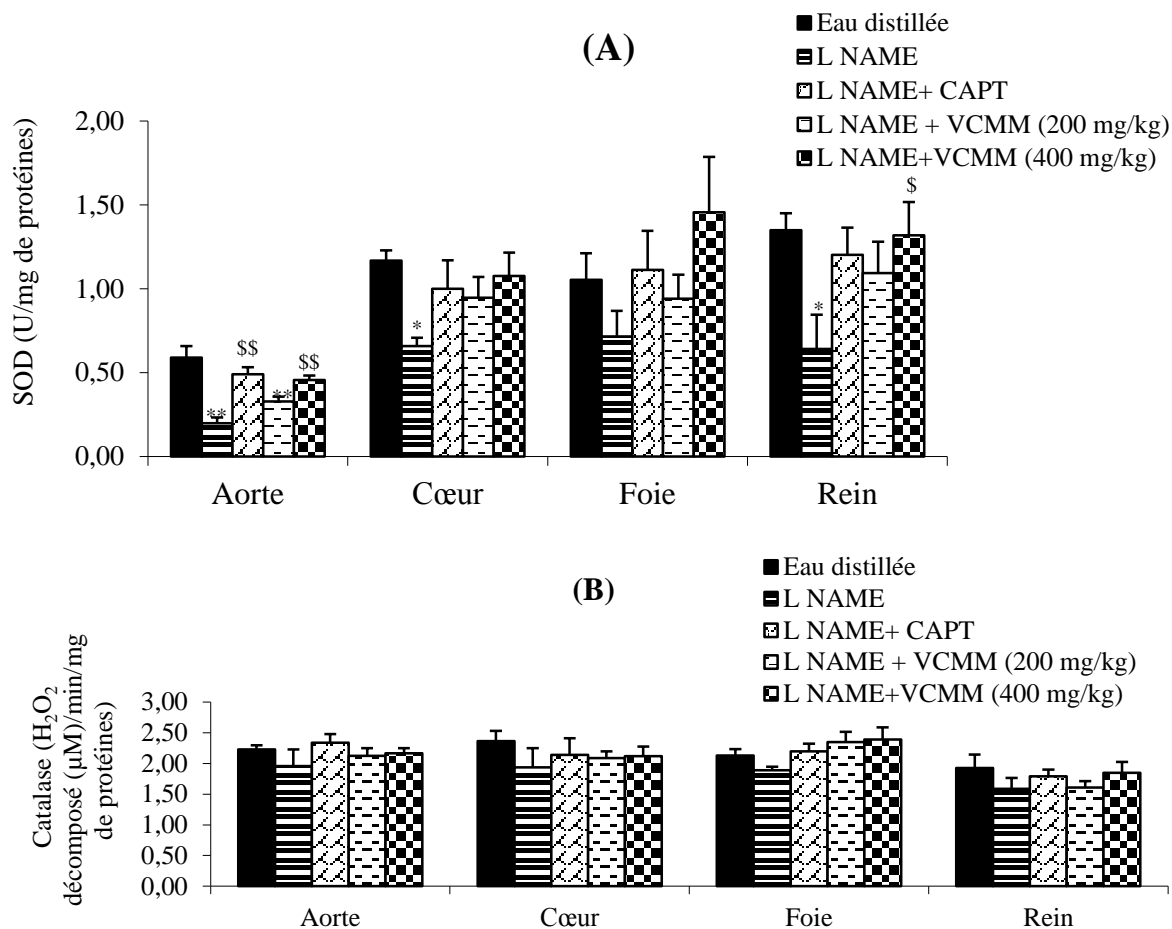 (A)
Eau distillée
L NAME
L NAME+ CAPT
L NAME + VCMM (200 mg/kg)
L NAME+VCMM (400 mg/kg)
SOD (U/mg de protéines)
2,00
1,50
1,00
0,50
0,00
** $$ ** $$
*
* $
Aorte Cœur Foie Rein
(B)
Eau distillée
L NAME
L NAME+ CAPT
L NAME + VCMM (200 mg/kg)
L NAME+VCMM (400 mg/kg)
Catalase (H₂O₂
décomposé (µM)/min/mg
de protéines)
3,00
2,50
2,00
1,50
1,00
0,50
0,00
Aorte Cœur Foie Rein